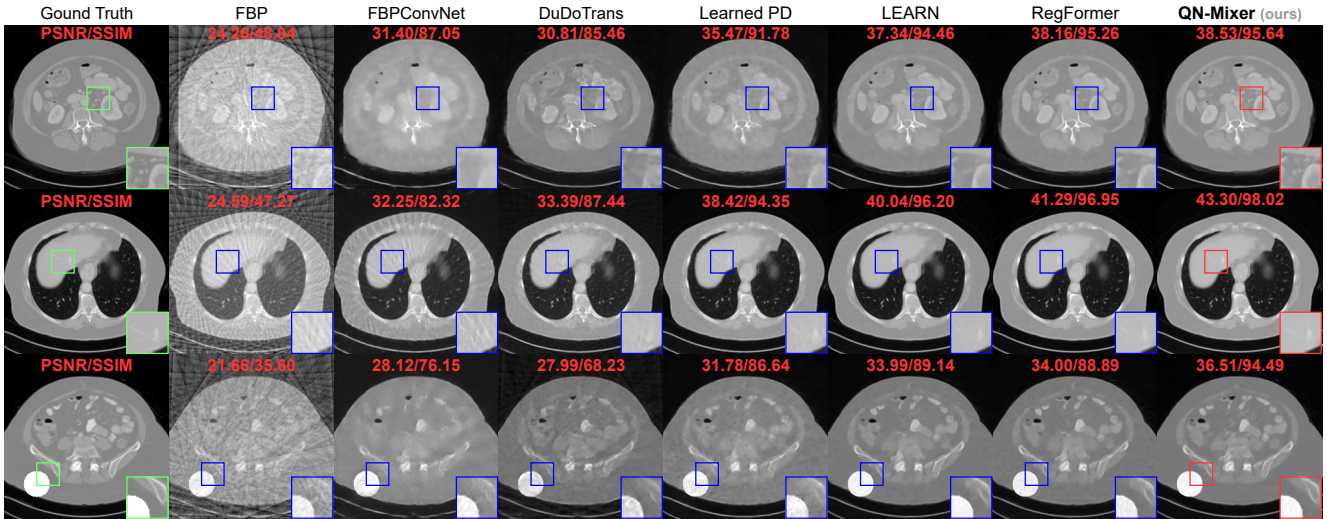 Gound Truth FBP FBPConvNet DuDoTrans Learned PD LEARN RegFormer QN-Mixer (ours)
PSNR/SSIM 24.26/48.04 31.40/87.05 30.81/85.46 35.47/91.78 37.34/94.46 38.16/95.26 38.53/95.64
PSNR/SSIM 24.59/47.27 32.25/82.32 33.39/87.44 38.42/94.35 40.04/96.20 41.29/96.95 43.30/98.02
PSNR/SSIM 21.66/35.60 28.12/76.15 27.99/68.23 31.78/86.64 33.99/89.14 34.00/88.89 36.51/94.49